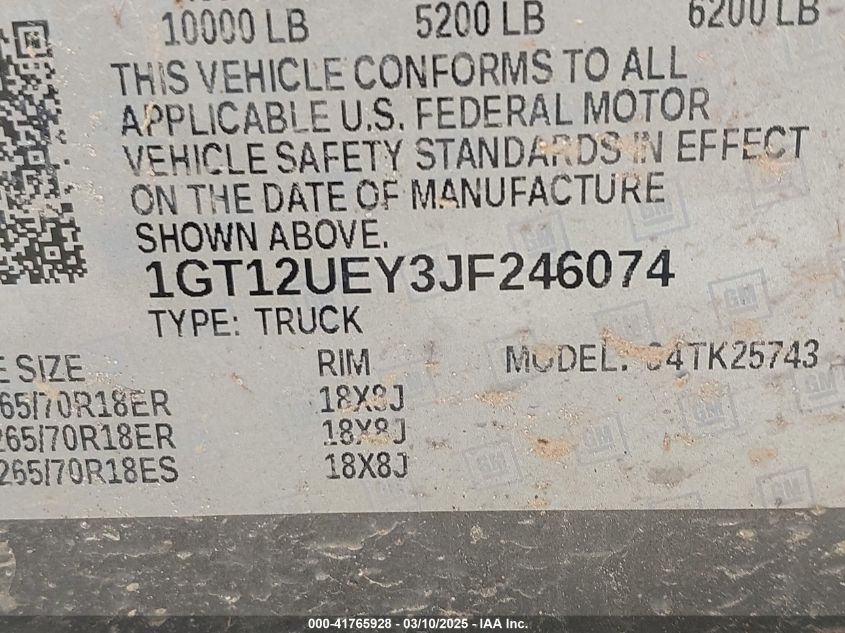 10000 LB 5200 LB 6200 LB
THIS VEHICLE CONFORMS TO ALL
APPLICABLE U.S. FEDERAL MOTOR
VEHICLE SAFETY STANDARDS IN EFFECT
ON THE DATE OF MANUFACTURE
SHOWN ABOVE.
1GT12UEY3JF246074
TYPE: TRUCK
E SIZE RIM MODEL:
65/70R18ER 18X8J
265/70R18ER 18X8J
265/70R18ES 18X8J
GM
000-41765928 - 03/10/2025 - IAA Inc.